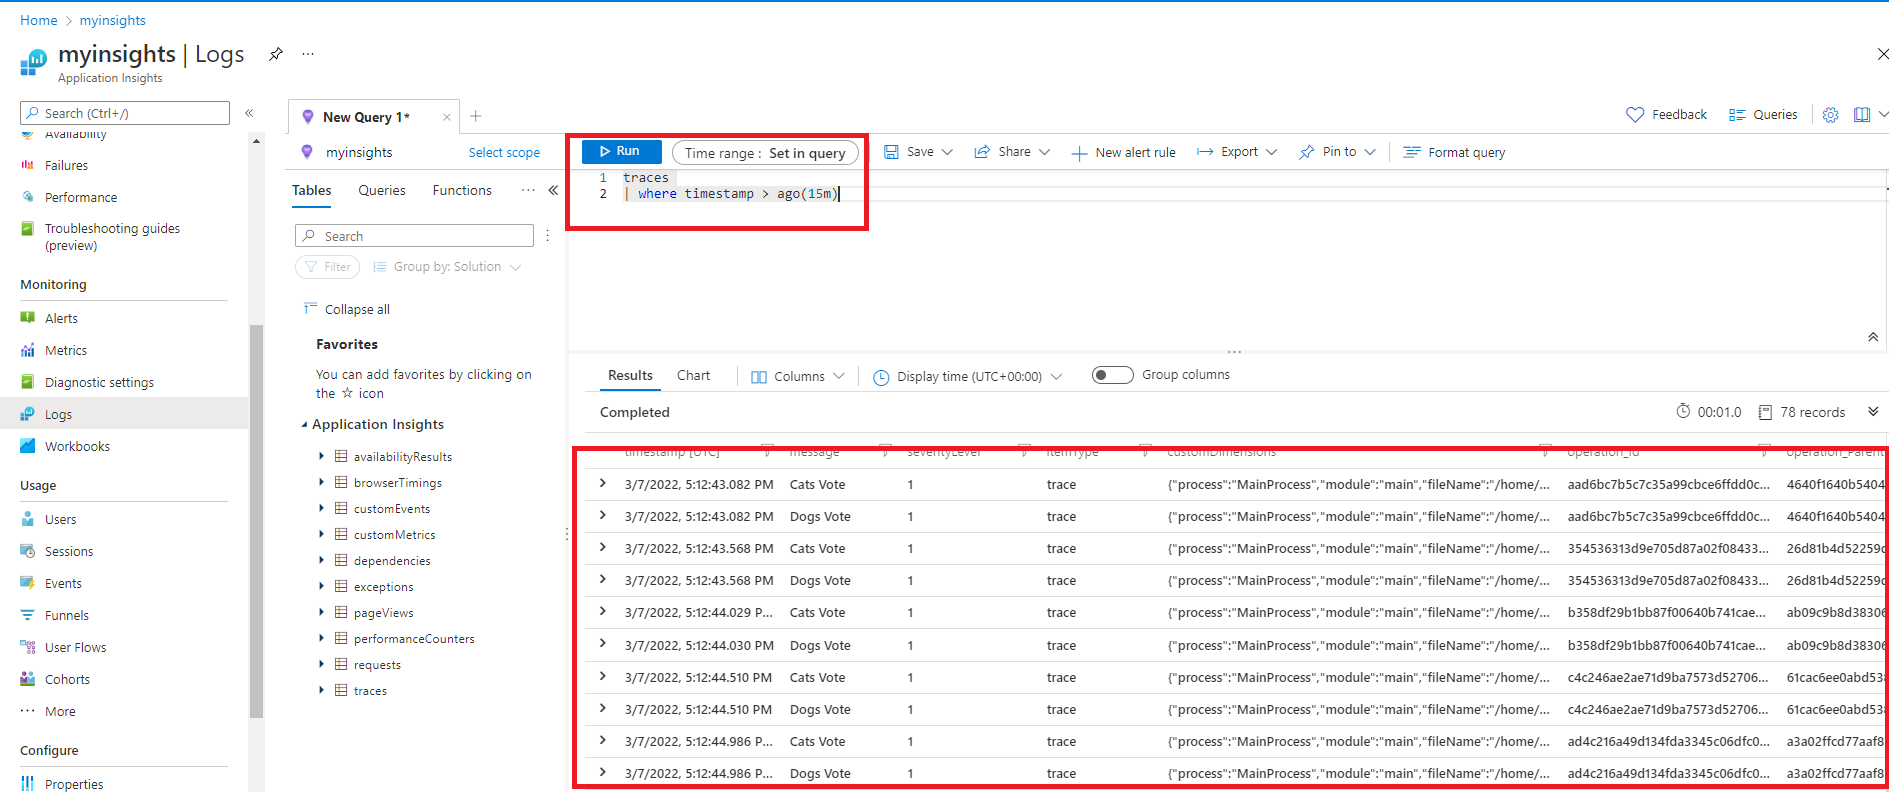 Home > myinsights
myinsights | Logs
Application Insights
Search (Ctrl+/)
Availability
Failures
Performance
Troubleshooting guides
(preview)
Monitoring
Alerts
Metrics
Diagnostic settings
Logs
Workbooks
Usage
Users
Sessions
Events
Funnels
User Flows
Cohorts
More
Configure
Properties
New Query 1*
Feedback
Queries
myinsights
Select scope
Run
Time range : Set in query
Save
Share
New alert rule
Export
Pin to
Format query
Tables
Queries
Functions
Search
Filter
Group by: Solution
Collapse all
Favorites
You can add favorites by clicking on
the ☆ icon
Application Insights
availabilityResults
browserTimings
customEvents
customMetrics
dependencies
exceptions
pageViews
performanceCounters
requests
traces
1 traces
2 | where timestamp > ago(15m)
Results
Chart
Columns
Display time (UTC+00:00)
Group columns
Completed
00:01.0
78 records
timestamp [UTC] message severityLevel itemType customDimensions operation_Id operation_Parent
3/7/2022, 5:12:43.082 PM Cats Vote 1 trace {"process":"MainProcess","module":"main","fileName":"/home/... aad6bc7b5c7c35a99cbce6ffdd0c... 4640f1640b5404
3/7/2022, 5:12:43.082 PM Dogs Vote 1 trace {"process":"MainProcess","module":"main","fileName":"/home/... aad6bc7b5c7c35a99cbce6ffdd0c... 4640f1640b5404
3/7/2022, 5:12:43.568 PM Cats Vote 1 trace {"process":"MainProcess","module":"main","fileName":"/home/... 354536313d9e705d87a02f08433... 26d81b4d52259c
3/7/2022, 5:12:43.568 PM Dogs Vote 1 trace {"process":"MainProcess","module":"main","fileName":"/home/... 354536313d9e705d87a02f08433... 26d81b4d52259c
3/7/2022, 5:12:44.029 P... Cats Vote 1 trace {"process":"MainProcess","module":"main","fileName":"/home/... b358df29b1bb87f00640b741cae... ab09c9b8d38306
3/7/2022, 5:12:44.030 PM Dogs Vote 1 trace {"process":"MainProcess","module":"main","fileName":"/home/... b358df29b1bb87f00640b741cae... ab09c9b8d38306
3/7/2022, 5:12:44.510 PM Cats Vote 1 trace {"process":"MainProcess","module":"main","fileName":"/home/... c4c246ae2ae71d9ba7573d52706... 61cac6ee0abd538
3/7/2022, 5:12:44.510 PM Dogs Vote 1 trace {"process":"MainProcess","module":"main","fileName":"/home/... c4c246ae2ae71d9ba7573d52706... 61cac6ee0abd538
3/7/2022, 5:12:44.986 P... Cats Vote 1 trace {"process":"MainProcess","module":"main","fileName":"/home/... ad4c216a49d134fda3345c06dfc0... a3a02ffcd77aaf8
3/7/2022, 5:12:44.986 P... Dogs Vote 1 trace {"process":"MainProcess","module":"main","fileName":"/home/... ad4c216a49d134fda3345c06dfc0... a3a02ffcd77aaf8